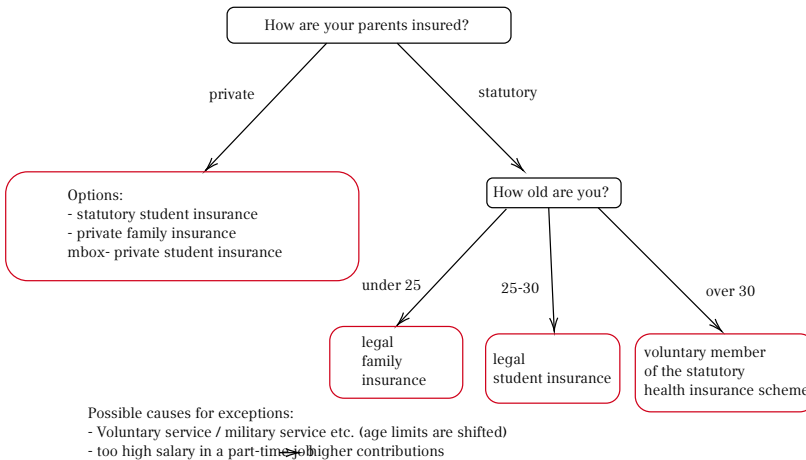 How are your parents insured?
private
statutory
Options:
- statutory student insurance
- private family insurance
mbox- private student insurance
How old are you?
under 25
25-30
over 30
legal
family
insurance
legal
student insurance
voluntary member
of the statutory
health insurance scheme
Possible causes for exceptions:
- Voluntary service / military service etc. (age limits are shifted)
- too high salary in a part-time job higher contributions